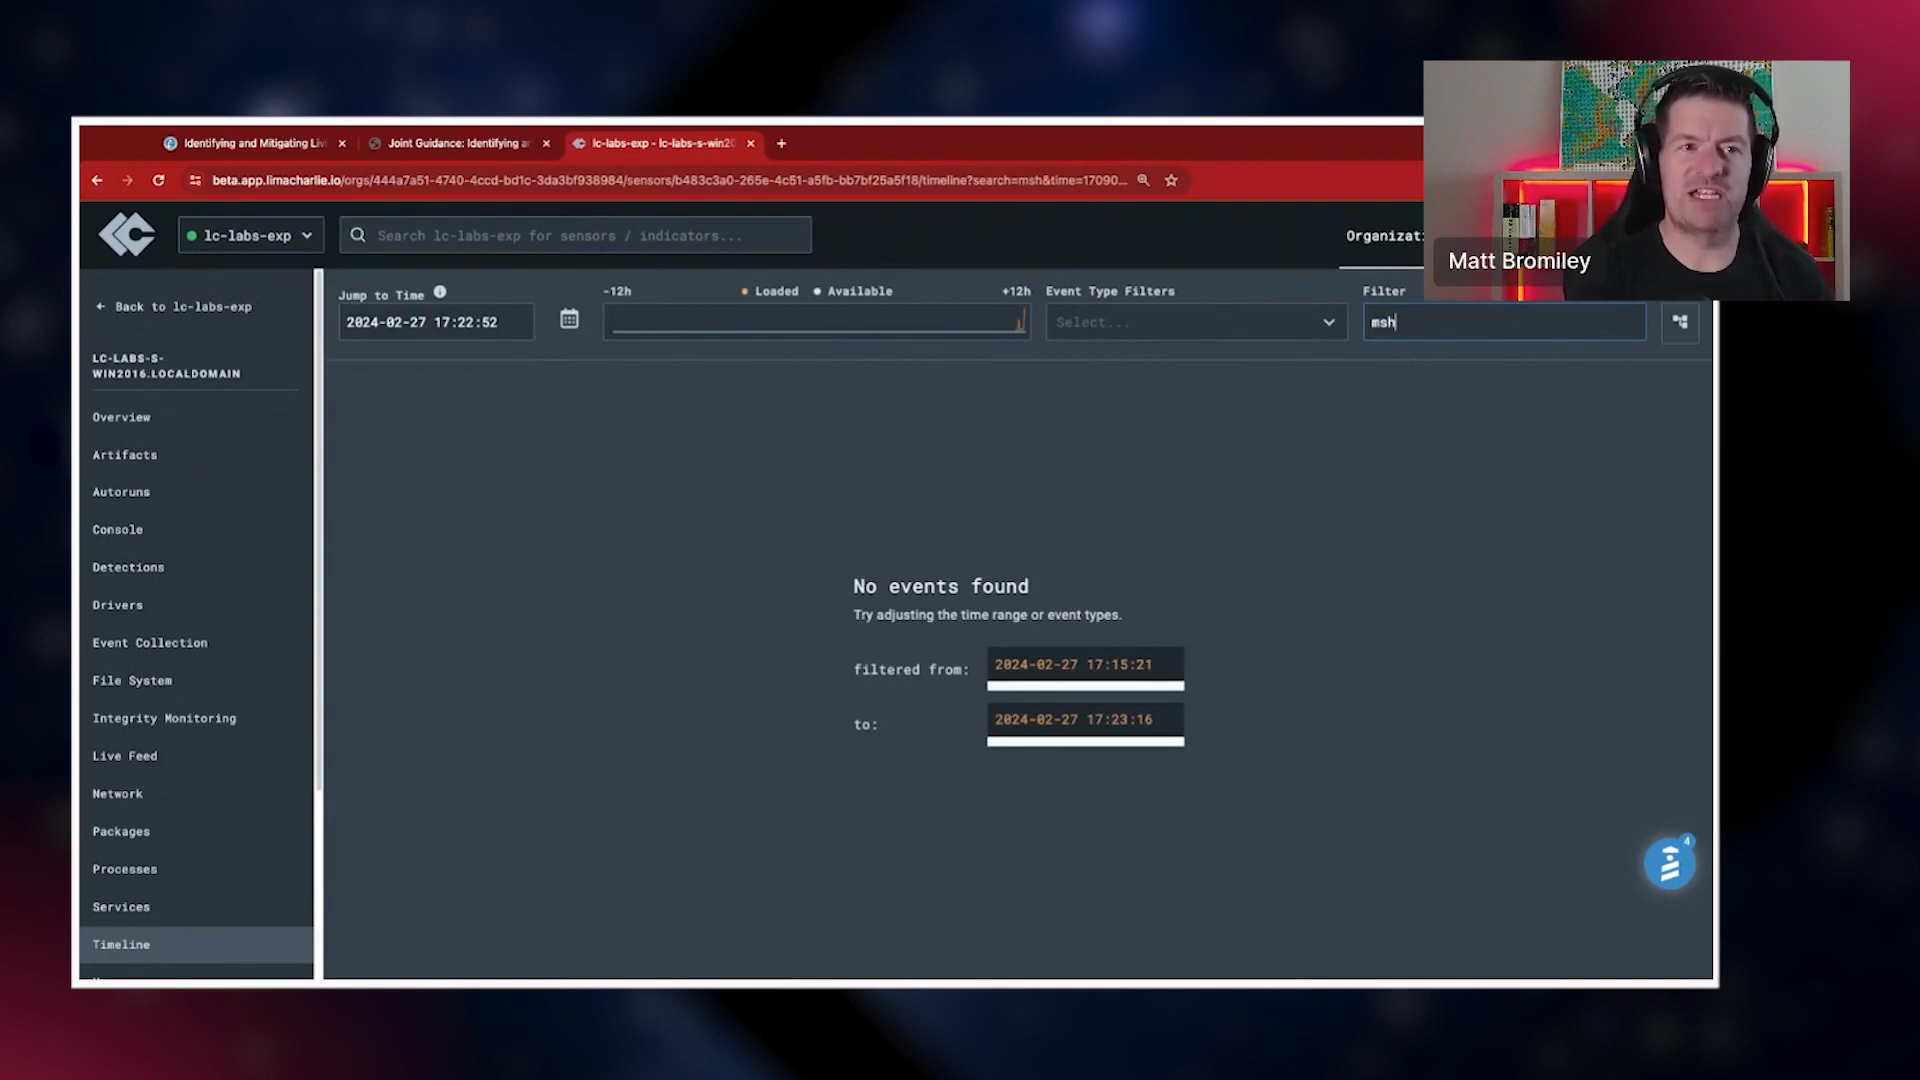 Identifying and Mitigating Livi
Joint Guidance: Identifying an
lc-labs-exp - lc-labs-s-win20
beta.app.limacharlie.io/orgs/444a7a51-4740-4ccd-bd1c-3da3bf938984/sensors/b483c3a0-265e-4c51-a5fb-bb7bf25a5f18/timeline?search=msh&time=17090...
lc-labs-exp
Search lc-labs-exp for sensors / indicators...
Organizati
Matt Bromiley
Back to lc-labs-exp
LC-LABS-S-
WIN2016.LOCALDOMAIN
Overview
Artifacts
Autoruns
Console
Detections
Drivers
Event Collection
File System
Integrity Monitoring
Live Feed
Network
Packages
Processes
Services
Timeline
Jump to Time
2024-02-27 17:22:52
-12h
Loaded
Available
+12h
Event Type Filters
Select...
Filter
msh
No events found
Try adjusting the time range or event types.
filtered from:
2024-02-27 17:15:21
to:
2024-02-27 17:23:16
4